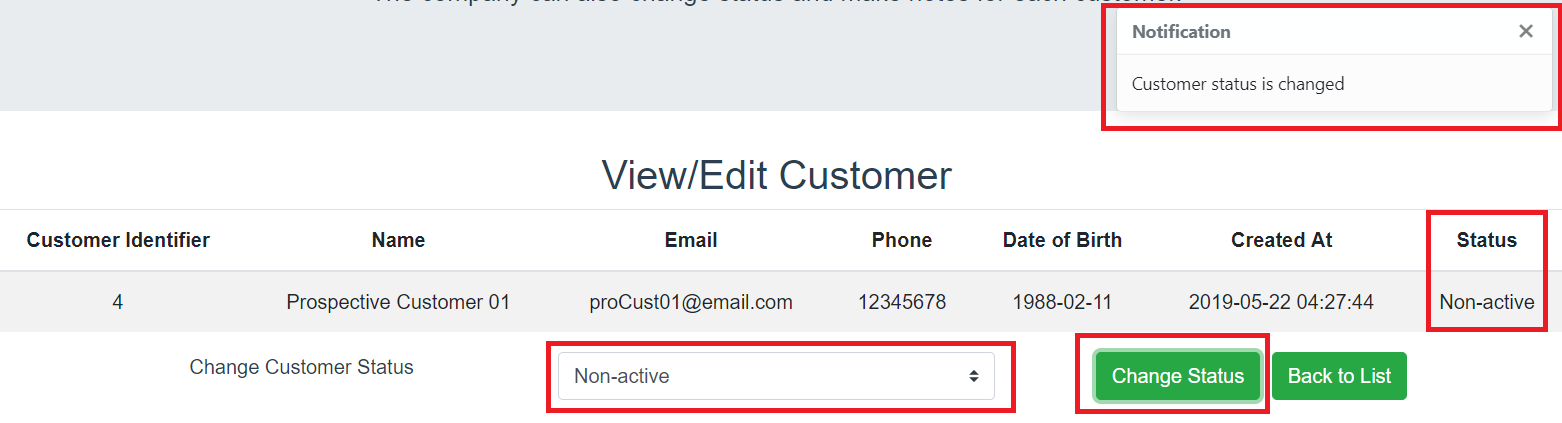 The company can also change status and make notes for each customer.
Notification ×
Customer status is changed
View/Edit Customer
Customer Identifier Name Email Phone Date of Birth Created At Status
4 Prospective Customer 01 proCust01@email.com 12345678 1988-02-11 2019-05-22 04:27:44 Non-active
Change Customer Status Non-active Change Status Back to List